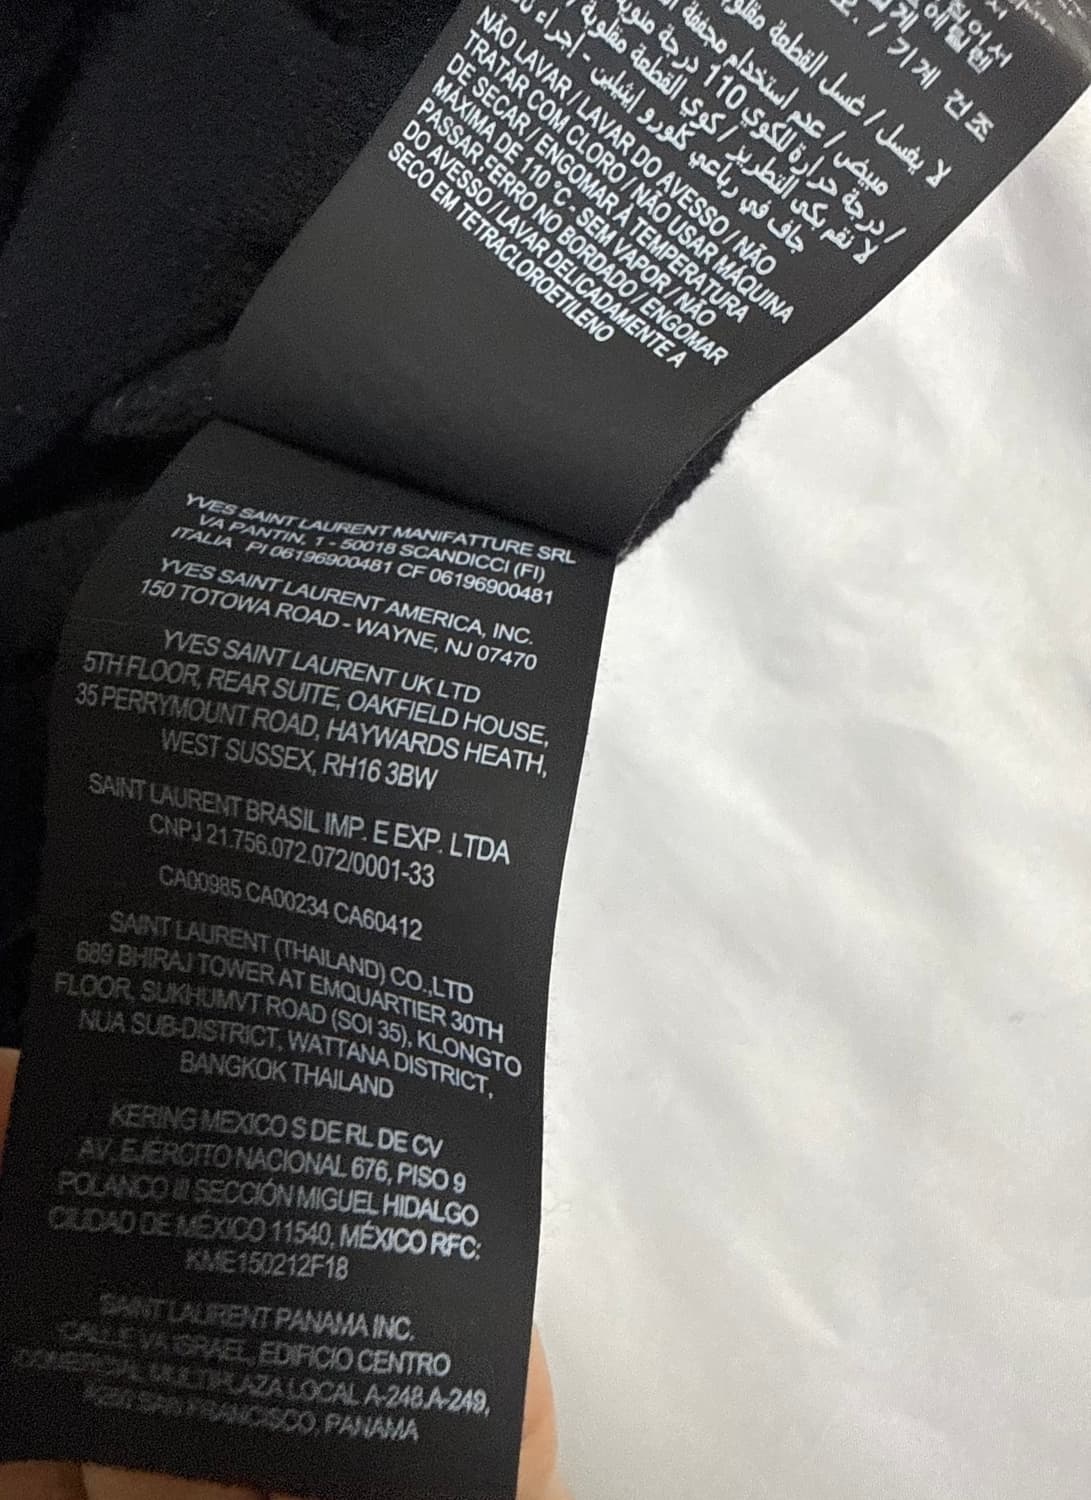 건조
لا يغسل / غسل القطعة مقلو
مبيض / عدم استخدام مجففة
/ درجة حرارة للكوي 110 درجة مئوية
لا تقم بكي التطريز / كوي القطعة مقلوبة /
جاف في رباعي كلورو إيثيلين - إجراء
NÃO LAVAR / LAVAR DO AVESSO / NÃO
TRATAR COM CLORO / NÃO USAR MÁQUINA
DE SECAR / ENGOMAR À TEMPERATURA
MÁXIMA DE 110 °C - SEM VAPOR / NÃO
PASSAR FERRO NO BORDADO / ENGOMAR
DO AVESSO / LAVAR DELICADAMENTE A
SECO EM TETRACLOROETILENO
YVES SAINT LAURENT MANIFATTURE SRL
VA PANTIN, 1 - 50018 SCANDICCI (FI)
ITALIA PI 06196900481 CF 06196900481
YVES SAINT LAURENT AMERICA, INC.
150 TOTOWA ROAD - WAYNE, NJ 07470
YVES SAINT LAURENT UK LTD
5TH FLOOR, REAR SUITE, OAKFIELD HOUSE,
35 PERRYMOUNT ROAD, HAYWARDS HEATH,
WEST SUSSEX, RH16 3BW
SAINT LAURENT BRASIL IMP. E EXP. LTDA
CNPJ 21.756.072.072/0001-33
CA00985 CA00234 CA60412
SAINT LAURENT (THAILAND) CO.,LTD
689 BHIRAJ TOWER AT EMQUARTIER 30TH
FLOOR, SUKHUMVT ROAD (SOI 35), KLONGTO
NUA SUB-DISTRICT, WATTANA DISTRICT,
BANGKOK THAILAND
KERING MEXICO S DE RL DE CV
AV. EJÉRCITO NACIONAL 676, PISO 9
POLANCO III SECCIÓN MIGUEL HIDALGO
CIUDAD DE MÉXICO 11540, MÉXICO RFC:
KME150212F18
SAINT LAURENT PANAMA INC.
CALLE VA ISRAEL, EDIFICIO CENTRO
COMERCIAL MULTIPLAZA LOCAL A-248.A-249,
SAN FRANCISCO, PANAMA